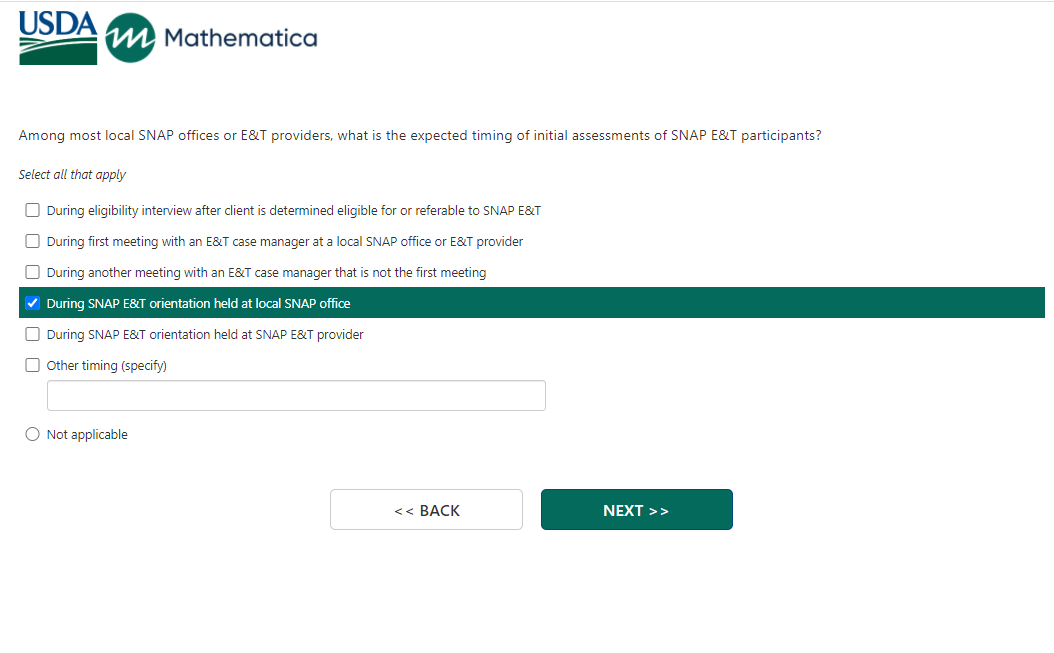 USDA
Mathematica
Among most local SNAP offices or E&T providers, what is the expected timing of initial assessments of SNAP E&T participants?
Select all that apply
During eligibility interview after client is determined eligible for or referable to SNAP E&T
During first meeting with an E&T case manager at a local SNAP office or E&T provider
During another meeting with an E&T case manager that is not the first meeting
During SNAP E&T orientation held at local SNAP office
During SNAP E&T orientation held at SNAP E&T provider
Other timing (specify)
Not applicable
<< BACK
NEXT >>